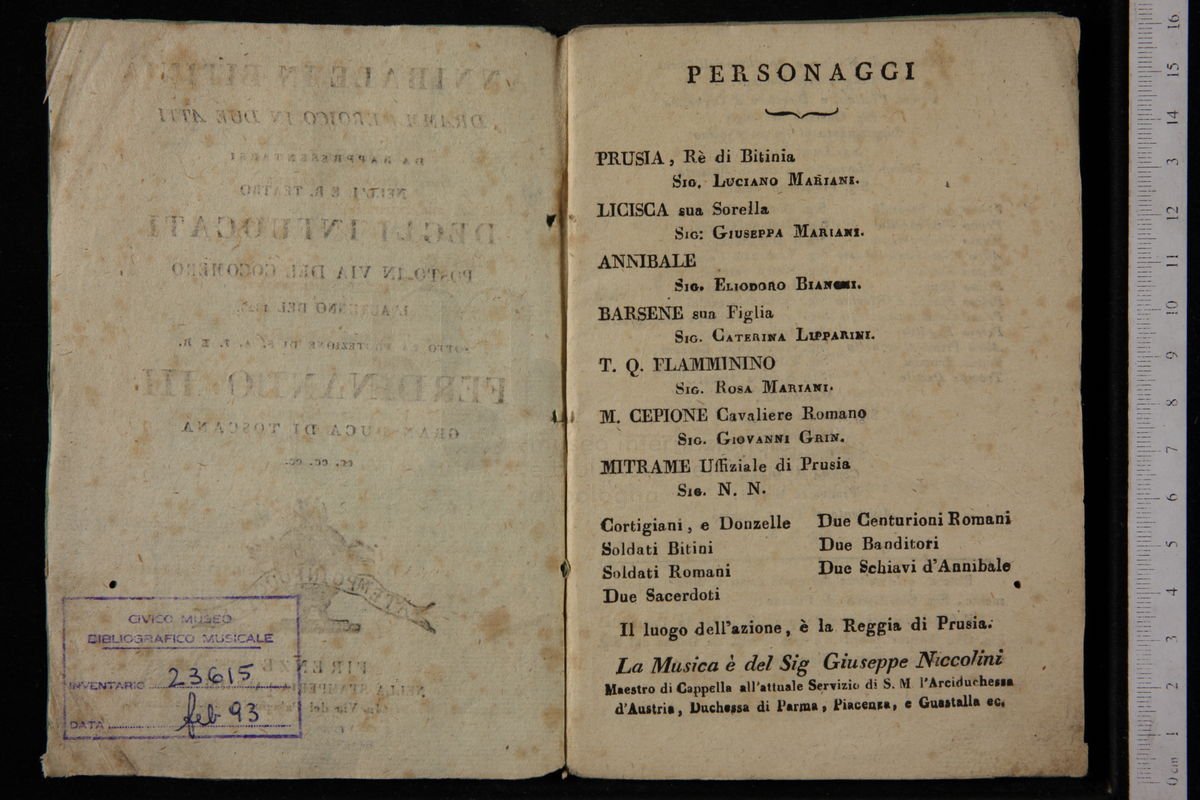 CIVICO MUSEO
BIBLIOGRAFICO MUSICALE
INVENTARIO 23615
DATA feb 93
PERSONAGGI
PRUSIA, Rè di Bitinia
SIG. LUCIANO MARIANI.
LICISCA sua Sorella
SIG: GIUSEPPA MARIANI.
ANNIBALE
SIG. ELIODORO BIANCHI.
BARSENE sua Figlia
SIG. CATERINA LIPPARINI.
T. Q. FLAMMININO
SIG. ROSA MARIANI.
M. CEPIONE Cavaliere Romano
SIG. GIOVANNI GRIN.
MITRAME Uffiziale di Prusia
SIG. N. N.
Cortigiani, e Donzelle
Soldati Bitini
Soldati Romani
Due Sacerdoti
Due Centurioni Romani
Due Banditori
Due Schiavi d'Annibale
Il luogo dell'azione, è la Reggia di Prusia.
La Musica è del Sig Giuseppe Niccolini
Maestro di Cappella all'attuale Servizio di S. M l'Arciduchessa
d'Austria, Duchessa di Parma, Piacenza, e Guastalla ec.